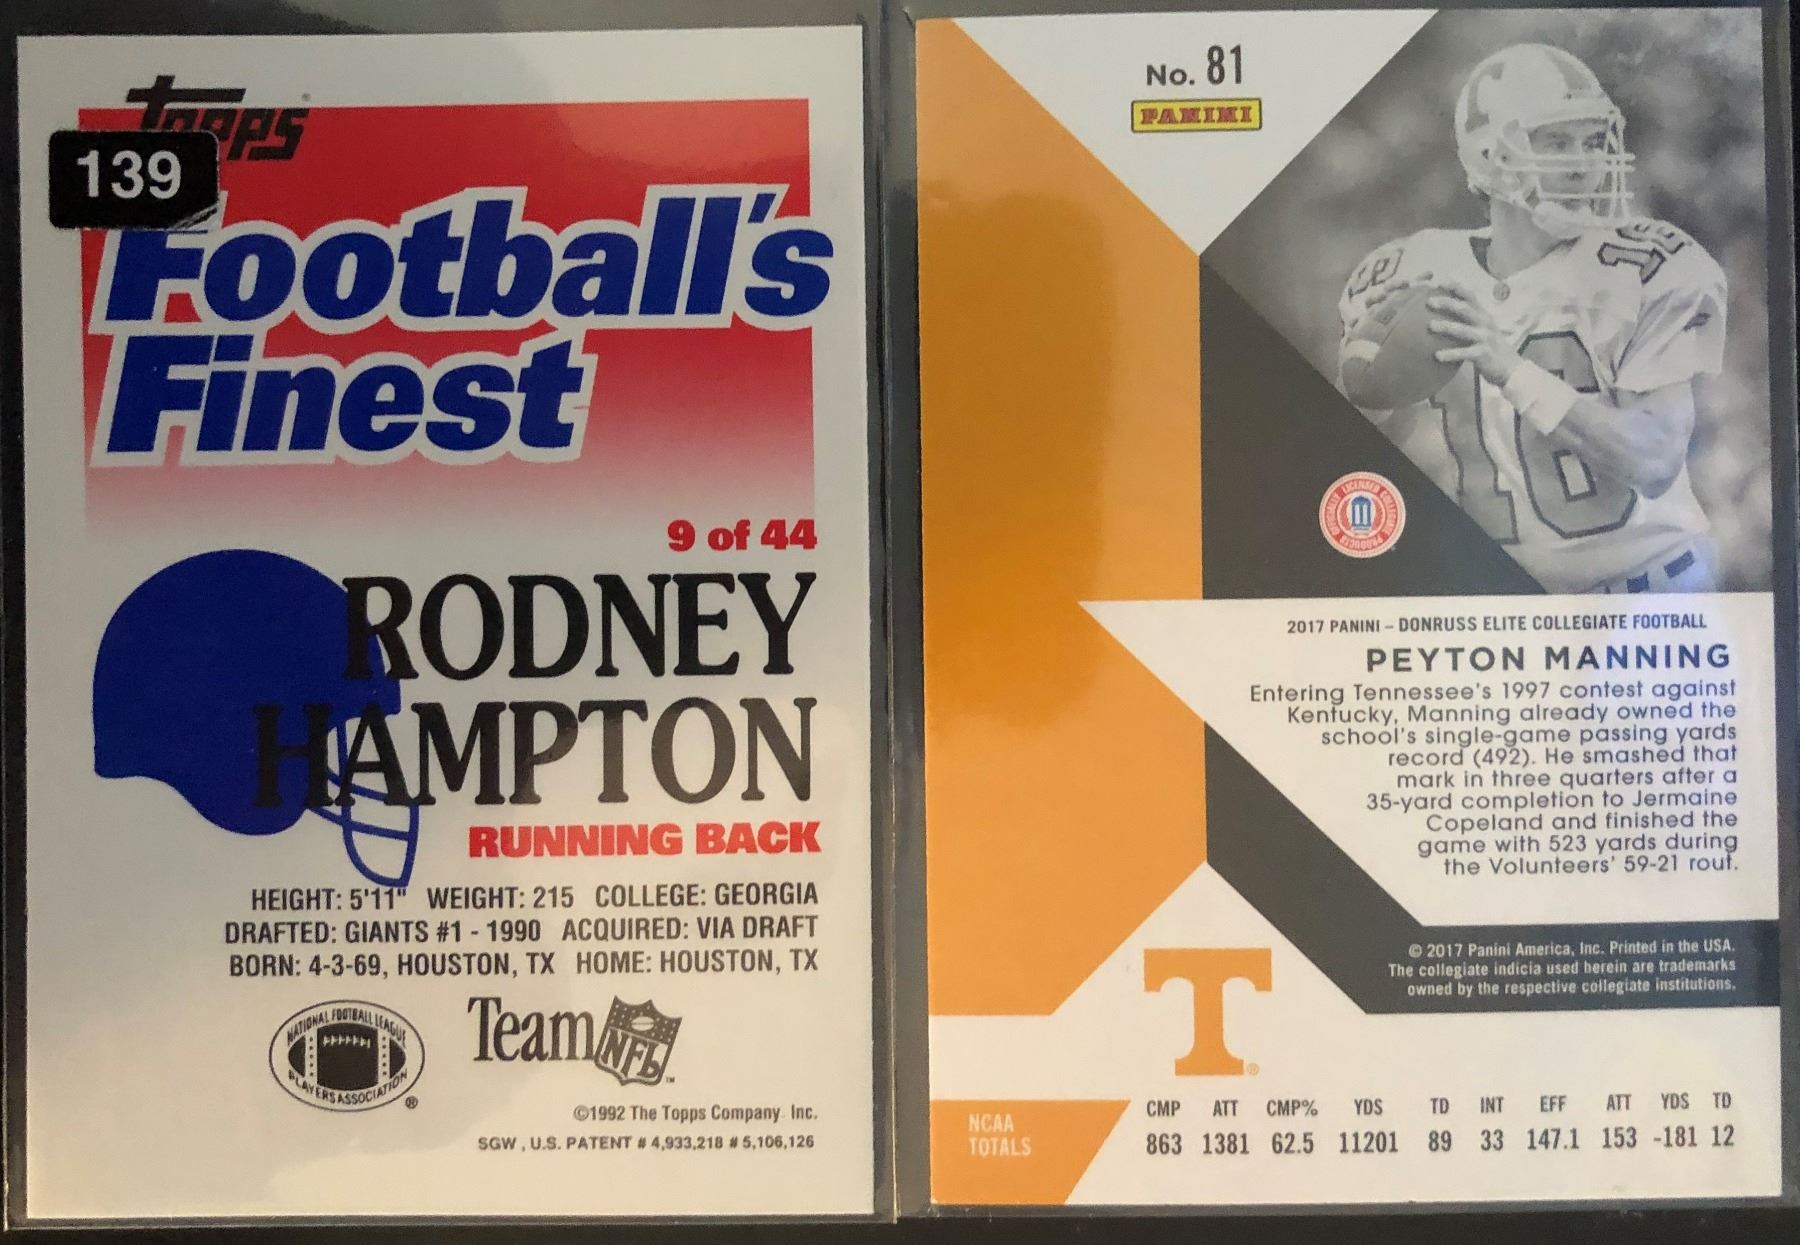 Topps
139
Football's
Finest
9 of 44
RODNEY
HAMPTON
RUNNING BACK
HEIGHT: 5'11" WEIGHT: 215 COLLEGE: GEORGIA
DRAFTED: GIANTS #1 - 1990 ACQUIRED: VIA DRAFT
BORN: 4-3-69, HOUSTON, TX HOME: HOUSTON, TX
NATIONAL FOOTBALL LEAGUE
PLAYERS ASSOCIATION
®
Team NFL
™
©1992 The Topps Company, Inc.
SGW, U.S. PATENT # 4,933,218 # 5,106,126
No. 81
PANINI
18
16
OFFICIALLY LICENSED COLLEGIATE PRODUCTS
2017 PANINI – DONRUSS ELITE COLLEGIATE FOOTBALL
PEYTON MANNING
Entering Tennessee's 1997 contest against
Kentucky, Manning already owned the
school's single-game passing yards
record (492). He smashed that
mark in three quarters after a
35-yard completion to Jermaine
Copeland and finished the
game with 523 yards during
the Volunteers' 59-21 rout.
© 2017 Panini America, Inc. Printed in the USA.
The collegiate indicia used herein are trademarks
owned by the respective collegiate institutions.
T®
CMP ATT CMP% YDS TD INT EFF ATT YDS TD
NCAA
TOTALS
863 1381 62.5 11201 89 33 147.1 153 -181 12